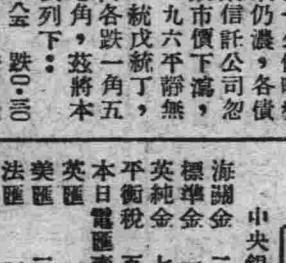 信託公司忽
仍濃，各債
市價下瀉，
九六平靜無
統戊統丁，
各跌一角五
角，茲將本
列下：
跌〇·三〇
中央銀
海關金
標準金
英純金
平衡稅
本日電匯
英匯
美匯
法匯